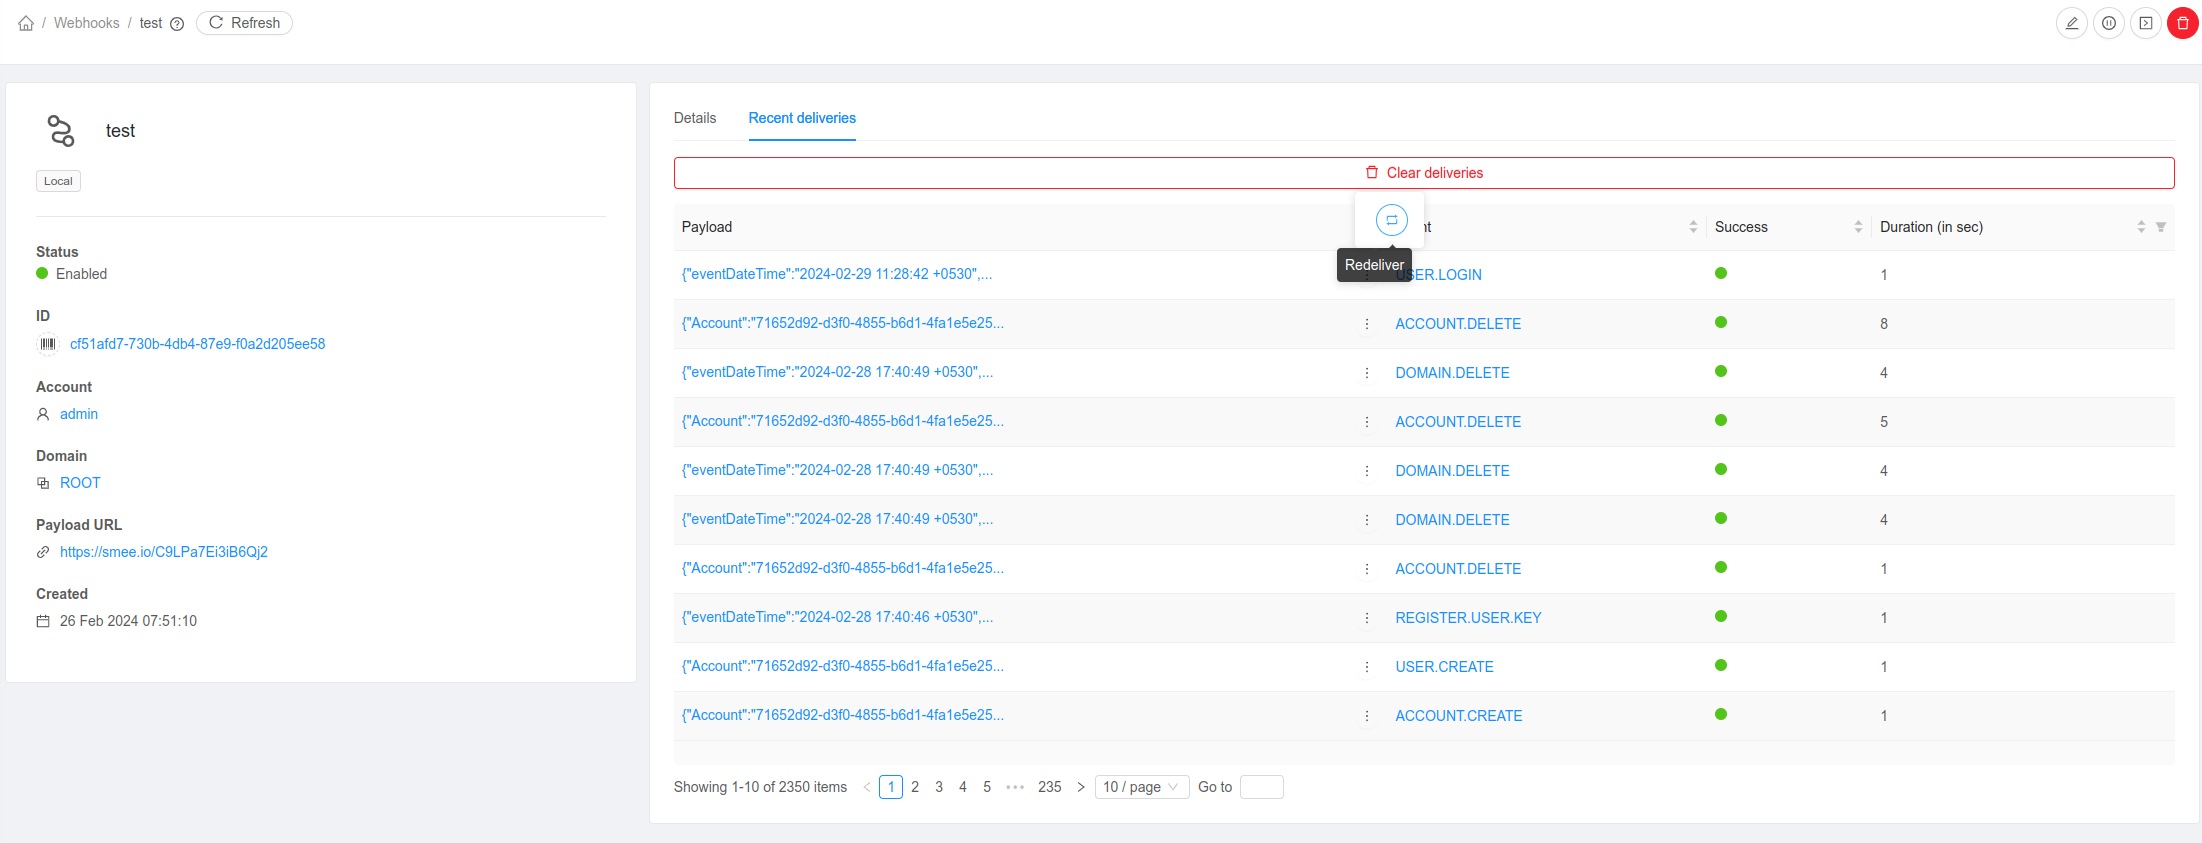 / Webhooks / test Refresh
test
Local
Status
Enabled
ID
cf51afd7-730b-4db4-87e9-f0a2d205ee58
Account
admin
Domain
ROOT
Payload URL
https://smee.io/C9LPa7Ei3iB6Qj2
Created
26 Feb 2024 07:51:10
Details Recent deliveries
Clear deliveries
Payload nt Success Duration (in sec)
Redeliver
{"eventDateTime":"2024-02-29 11:28:42 +0530",... USER.LOGIN 1
{"Account":"71652d92-d3f0-4855-b6d1-4fa1e5e25... ACCOUNT.DELETE 8
{"eventDateTime":"2024-02-28 17:40:49 +0530",... DOMAIN.DELETE 4
{"Account":"71652d92-d3f0-4855-b6d1-4fa1e5e25... ACCOUNT.DELETE 5
{"eventDateTime":"2024-02-28 17:40:49 +0530",... DOMAIN.DELETE 4
{"eventDateTime":"2024-02-28 17:40:49 +0530",... DOMAIN.DELETE 4
{"Account":"71652d92-d3f0-4855-b6d1-4fa1e5e25... ACCOUNT.DELETE 1
{"eventDateTime":"2024-02-28 17:40:46 +0530",... REGISTER.USER.KEY 1
{"Account":"71652d92-d3f0-4855-b6d1-4fa1e5e25... USER.CREATE 1
{"Account":"71652d92-d3f0-4855-b6d1-4fa1e5e25... ACCOUNT.CREATE 1
Showing 1-10 of 2350 items < 1 2 3 4 5 ••• 235 > 10 / page Go to